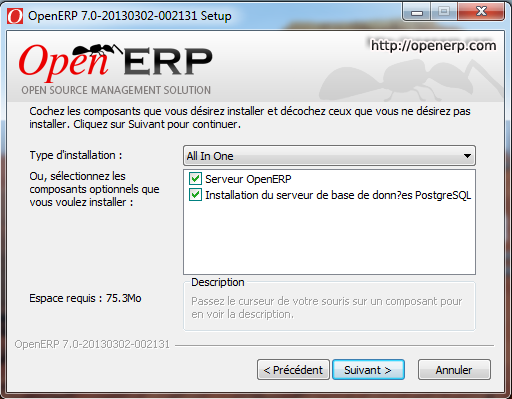 OpenERP 7.0-20130302-002131 Setup
http://openerp.com
Open ERP
OPEN SOURCE MANAGEMENT SOLUTION
Cochez les composants que vous désirez installer et décochez ceux que vous ne désirez pas
installer. Cliquez sur Suivant pour continuer.
Type d'installation :
All In One
Ou, sélectionnez les
composants optionnels que
vous voulez installer :
Serveur OpenERP
Installation du serveur de base de donn?es PostgreSQL
Espace requis : 75.3Mo
Description
Passez le curseur de votre souris sur un composant pour
en voir la description.
OpenERP 7.0-20130302-002131
< Précédent
Suivant >
Annuler